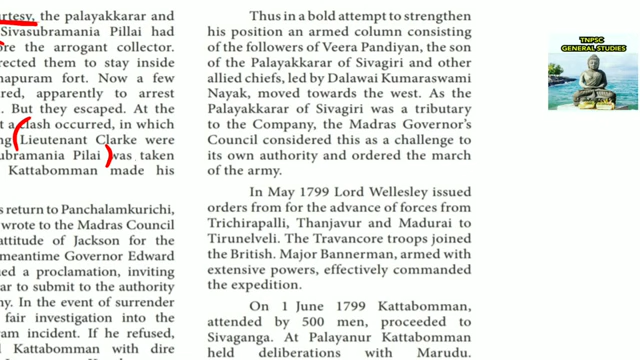 urtesy, the palayakkarar and
Sivasubramania Pillai had
ore the arrogant collector.
rected them to stay inside
napuram fort. Now a few
ared, apparently to arrest
. But they escaped. At the
t a clash occurred, in which
ng Lieutenant Clarke were
ubramania Pilai was taken
Kattabomman made his
s return to Panchalamkurichi,
wrote to the Madras Council
attitude of Jackson for the
meantime Governor Edward
ued a proclamation, inviting
ar to submit to the authority
ny. In the event of surrender
fair investigation into the
ram incident. If he refused,
d Kattabomman with dire
Thus in a bold attempt to strengthen
his position an armed column consisting
of the followers of Veera Pandiyan, the son
of the Palayakkarar of Sivagiri and other
allied chiefs, led by Dalawai Kumaraswami
Nayak, moved towards the west. As the
Palayakkarar of Sivagiri was a tributary
to the Company, the Madras Governor's
Council considered this as a challenge to
its own authority and ordered the march
of the army.
In May 1799 Lord Wellesley issued
orders from for the advance of forces from
Trichirapalli, Thanjavur and Madurai to
Tirunelveli. The Travancore troops joined
the British. Major Bannerman, armed with
extensive powers, effectively commanded
the expedition.
On 1 June 1799 Kattabomman,
attended by 500 men, proceeded to
Sivaganga. At Palayanur Kattabomman
held deliberations with Marudu.
TNPSC
GENERAL STUDIES